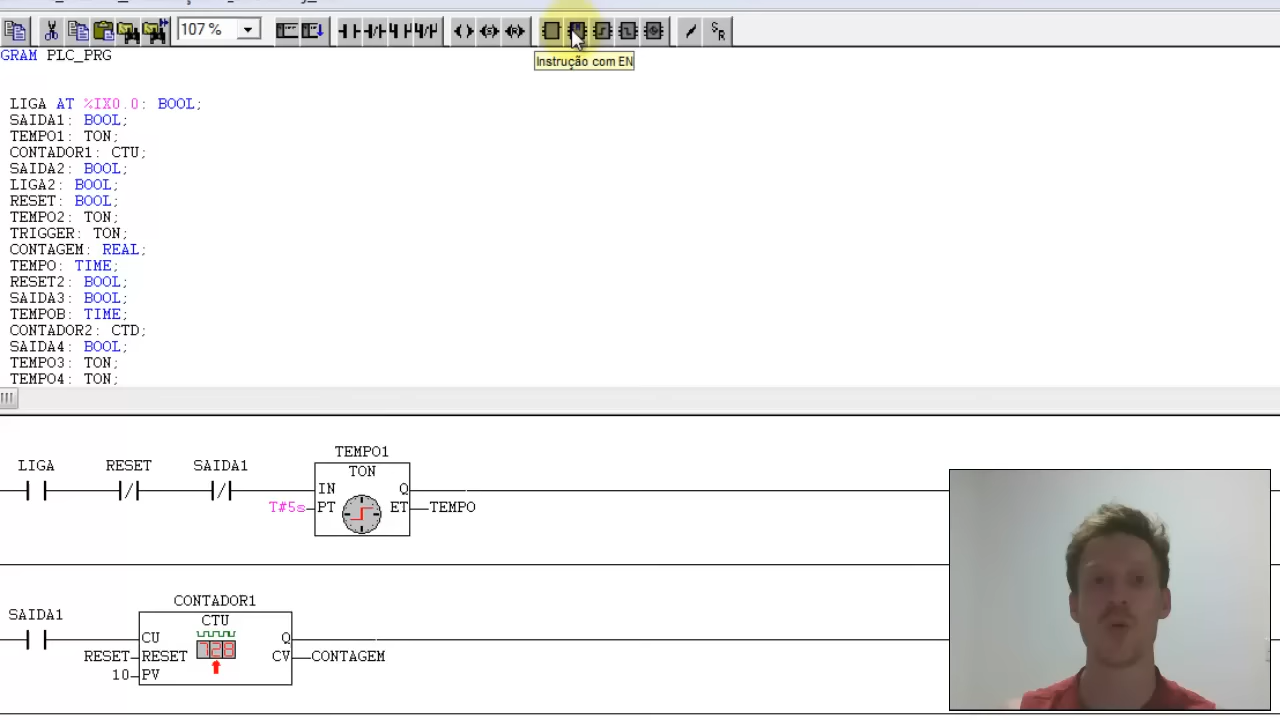 107 %
Instrução com EN
GRAM PLC_PRG
LIGA AT %IX0.0: BOOL;
SAIDA1: BOOL;
TEMPO1: TON;
CONTADOR1: CTU;
SAIDA2: BOOL;
LIGA2: BOOL;
RESET: BOOL;
TEMPO2: TON;
TRIGGER: TON;
CONTAGEM: REAL;
TEMPO: TIME;
RESET2: BOOL;
SAIDA3: BOOL;
TEMPOB: TIME;
CONTADOR2: CTD;
SAIDA4: BOOL;
TEMPO3: TON;
TEMPO4: TON;
TEMPO1
LIGA RESET SAIDA1 TON
IN Q
T#5s PT ET TEMPO
CONTADOR1
SAIDA1 CTU
CU Q
RESET RESET CV CONTAGEM
10 PV